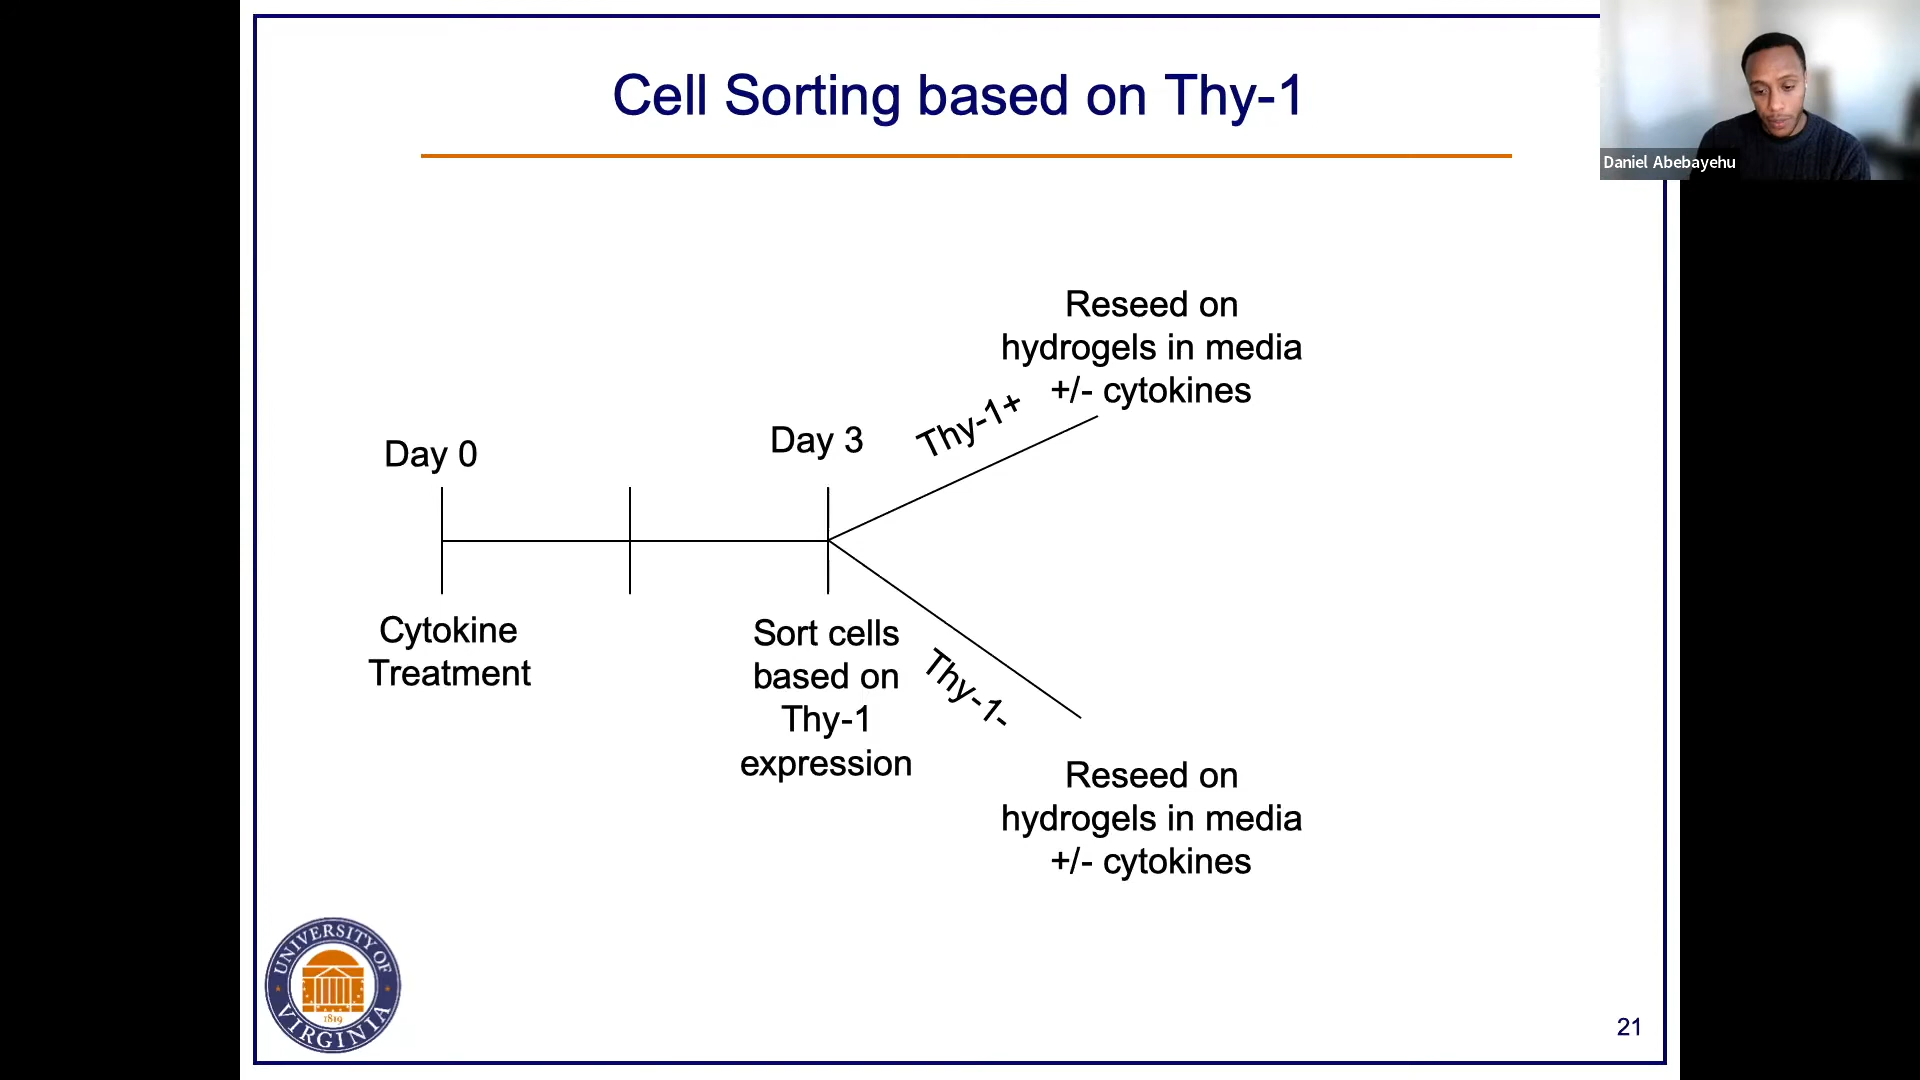 Cell Sorting based on Thy-1
Daniel Abebayehu
Reseed on
hydrogels in media
+/- cytokines
Thy-1+
Day 0
Day 3
Cytokine
Treatment
Sort cells
based on
Thy-1
expression
Thy-1-
Reseed on
hydrogels in media
+/- cytokines
UNIVERSITY OF
VIRGINIA
1819
21